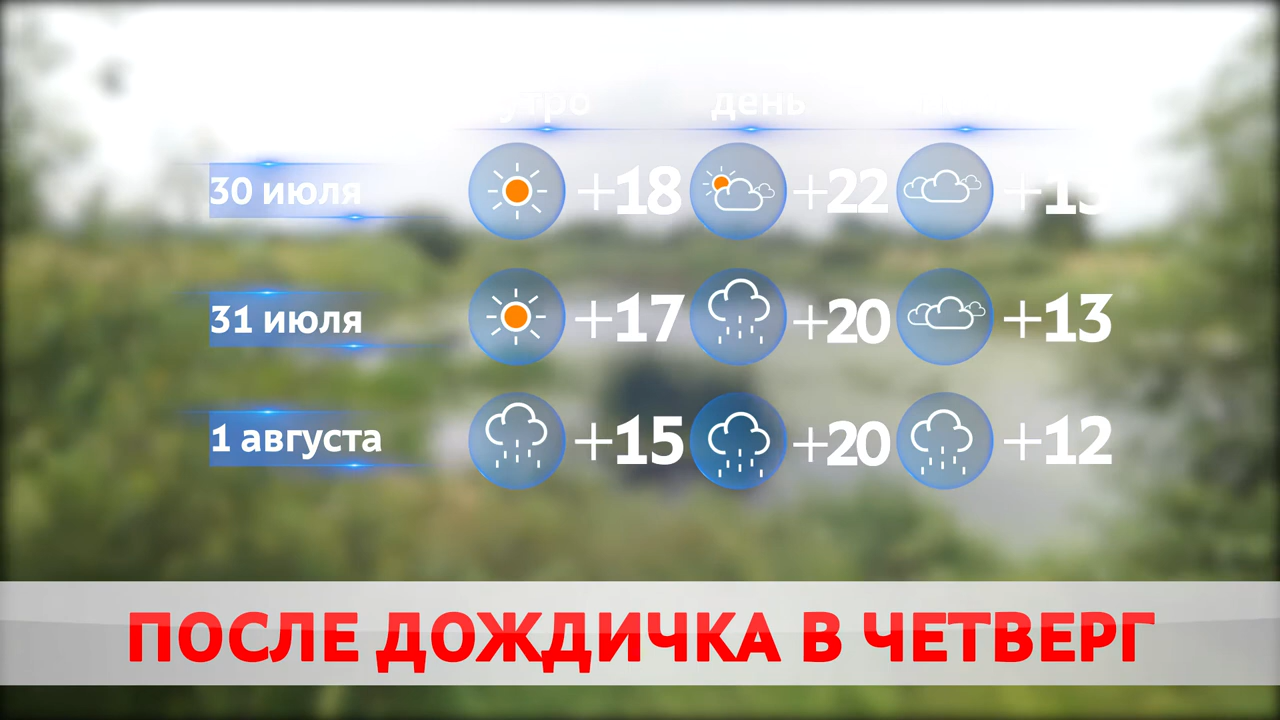 утро день
30 июля +18 +22
31 июля +17 +20 +13
1 августа +15 +20 +12
ПОСЛЕ ДОЖДИЧКА В ЧЕТВЕРГ